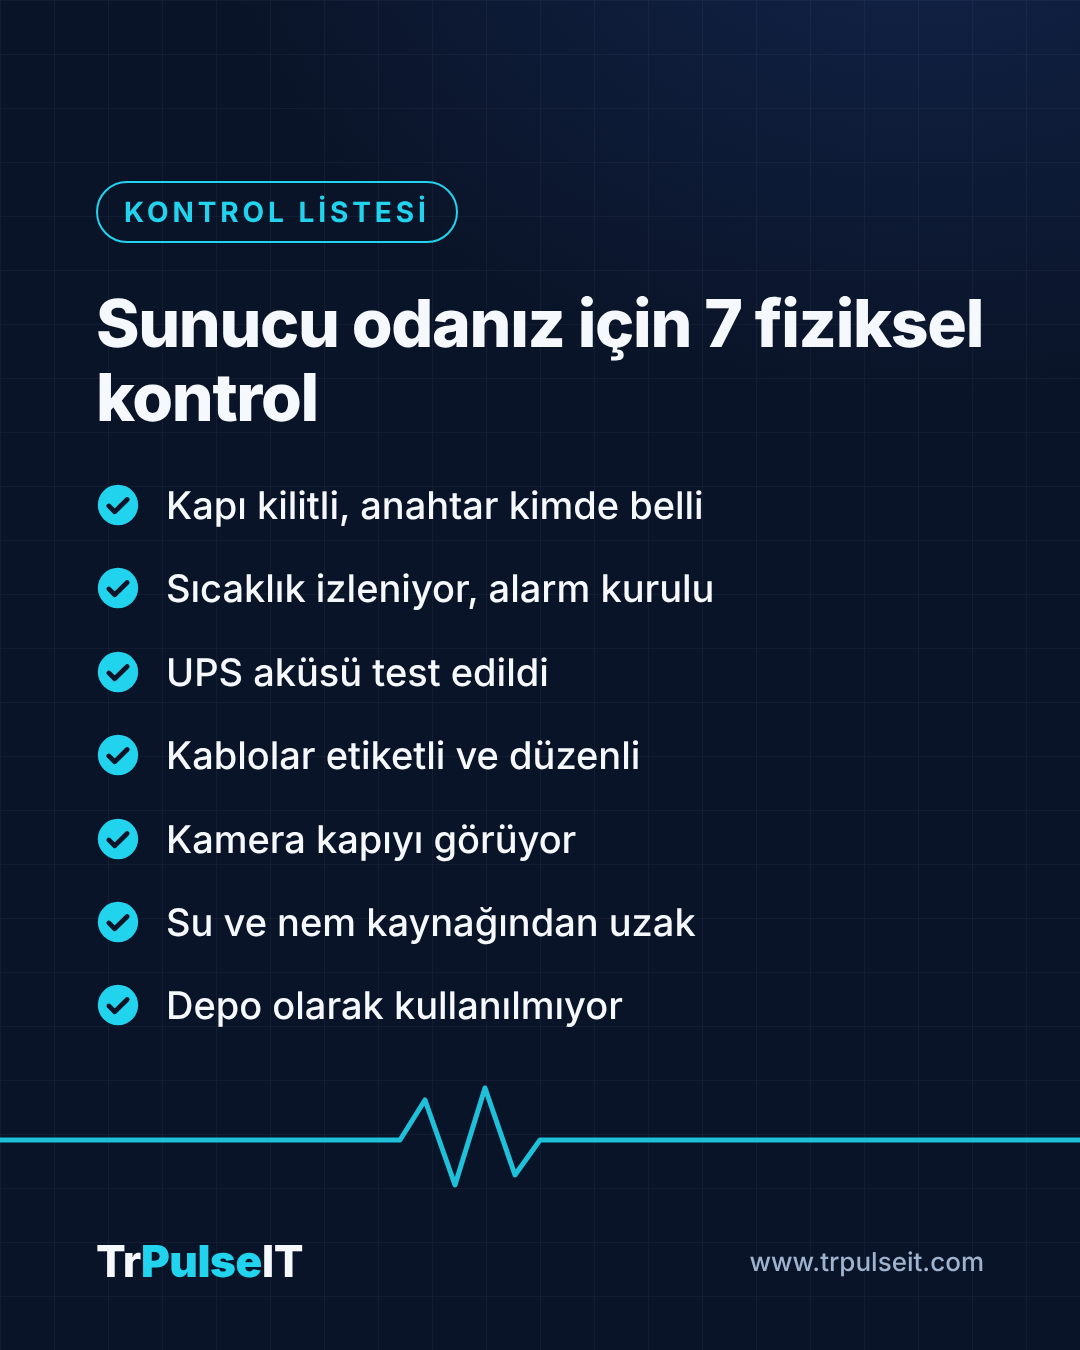 KONTROL LİSTESİ
Sunucu odanız için 7 fiziksel
kontrol
Kapı kilitli, anahtar kimde belli
Sıcaklık izleniyor, alarm kurulu
UPS aküsü test edildi
Kablolar etiketli ve düzenli
Kamera kapıyı görüyor
Su ve nem kaynağından uzak
Depo olarak kullanılmıyor
TrPulseIT
www.trpulseit.com